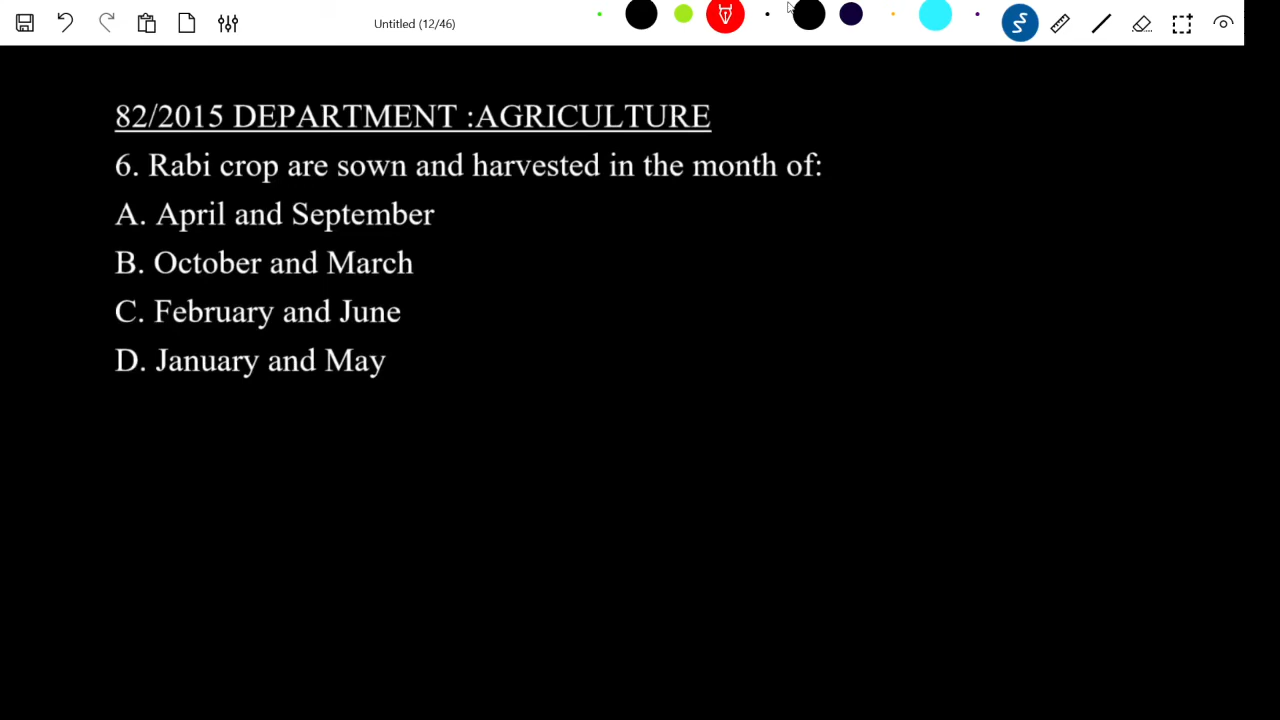 Untitled (12/46)
82/2015 DEPARTMENT :AGRICULTURE
6. Rabi crop are sown and harvested in the month of:
A. April and September
B. October and March
C. February and June
D. January and May